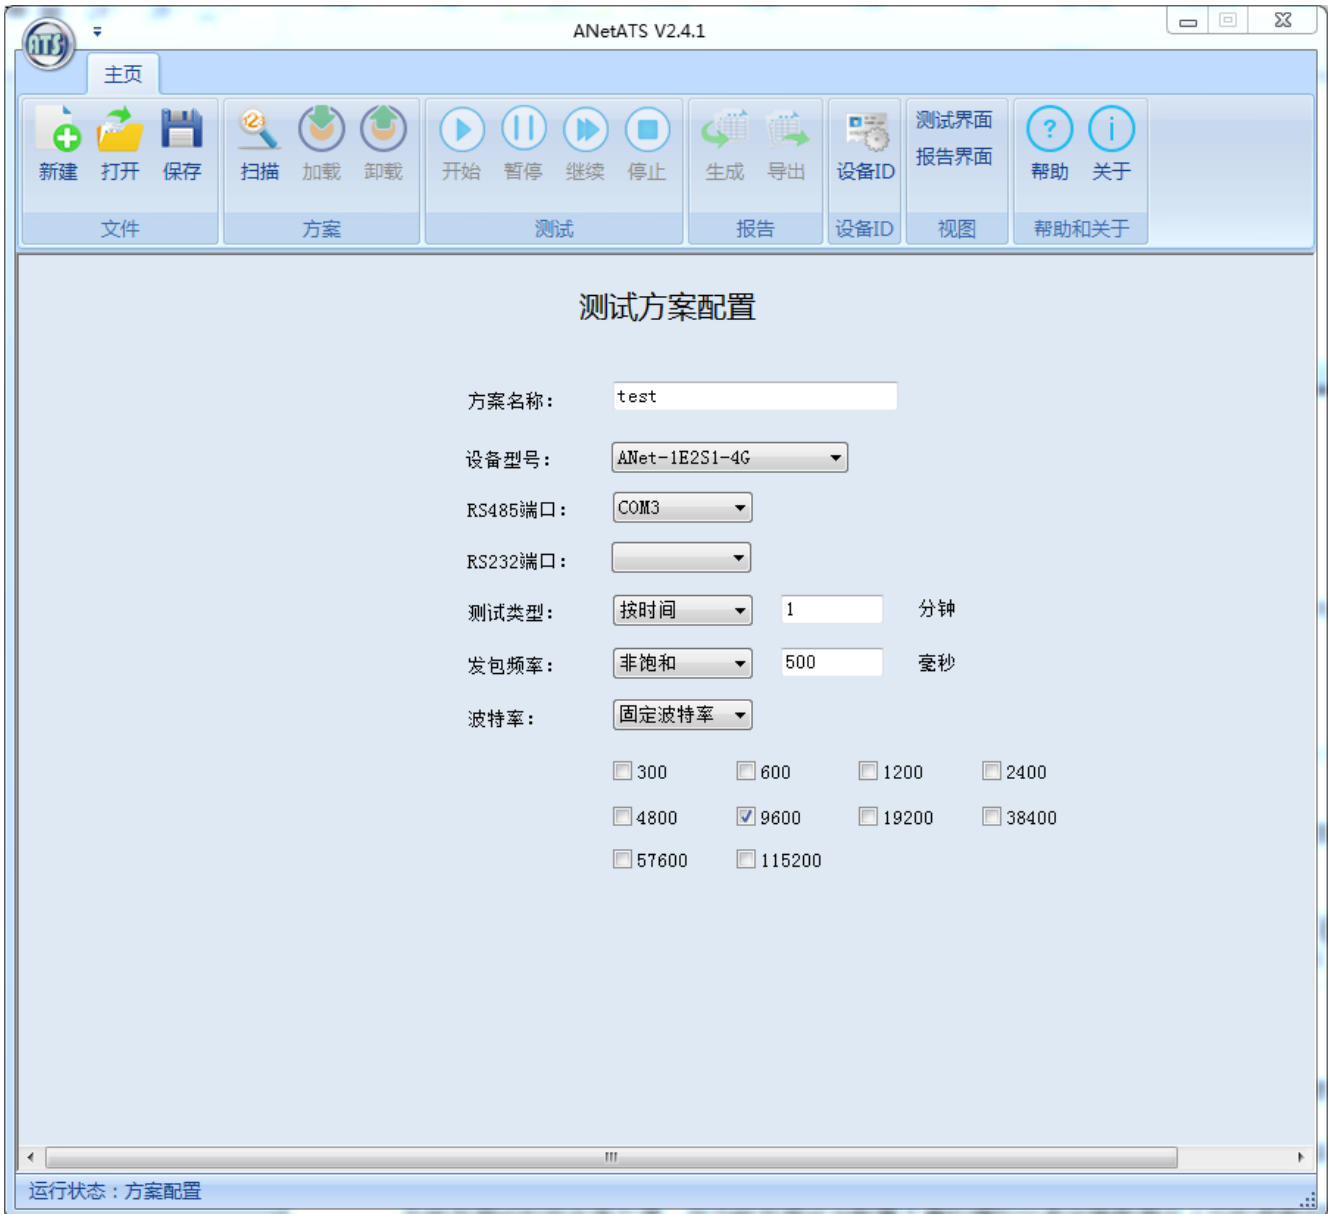 ANetATS V2.4.1
ATS
主页
新建 打开 保存 扫描 加载 卸载 开始 暂停 继续 停止 生成 导出 设备ID 测试界面 报告界面 帮助 关于
文件 方案 测试 报告 设备ID 视图 帮助和关于
测试方案配置
方案名称: test
设备型号: ANet-1E2S1-4G
RS485端口: COM3
RS232端口:
测试类型: 按时间 1 分钟
发包频率: 非饱和 500 毫秒
波特率: 固定波特率
300 600 1200 2400
4800 9600 19200 38400
57600 115200
运行状态：方案配置